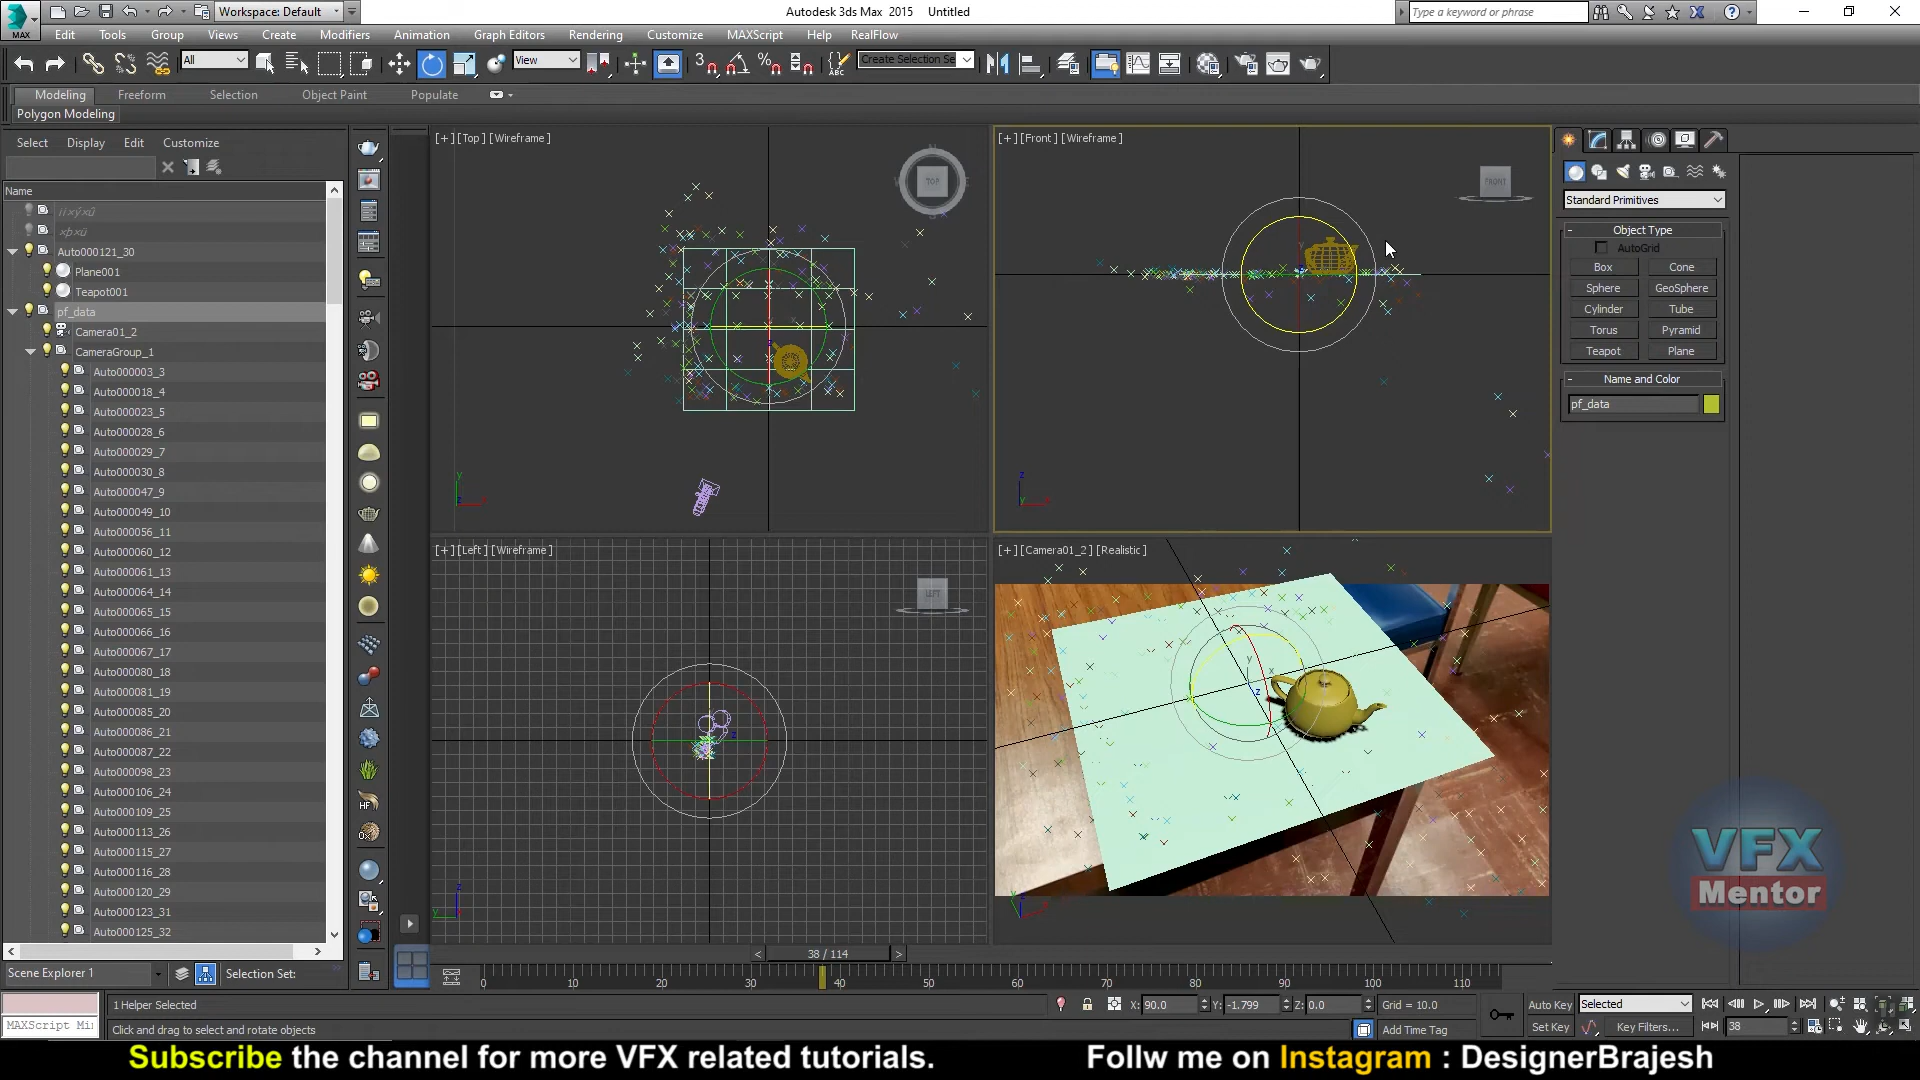 Workspace: Default
Autodesk 3ds Max 2015 Untitled
Type a keyword or phrase
MAX
Edit Tools Group Views Create Modifiers Animation Graph Editors Rendering Customize MAXScript Help RealFlow
All
View
Create Selection Se
Modeling Freeform Selection Object Paint Populate
Polygon Modeling
Select Display Edit Customize
Name
Auto000121_30
Plane001
Teapot001
pf_data
Camera01_2
CameraGroup_1
Auto000003_3
Auto000018_4
Auto000023_5
Auto000028_6
Auto000029_7
Auto000030_8
Auto000047_9
Auto000049_10
Auto000056_11
Auto000060_12
Auto000061_13
Auto000064_14
Auto000065_15
Auto000066_16
Auto000067_17
Auto000080_18
Auto000081_19
Auto000085_20
Auto000086_21
Auto000087_22
Auto000098_23
Auto000106_24
Auto000109_25
Auto000113_26
Auto000115_27
Auto000116_28
Auto000120_29
Auto000123_31
Auto000125_32
Scene Explorer 1
Selection Set:
[+] [Top] [Wireframe]
TOP
[+] [Front] [Wireframe]
FRONT
[+] [Left] [Wireframe]
LEFT
[+] [Camera01_2] [Realistic]
Standard Primitives
Object Type
AutoGrid
Box Cone
Sphere GeoSphere
Cylinder Tube
Torus Pyramid
Teapot Plane
Name and Color
pf_data
VFX
Mentor
38 / 114
0 10 20 30 40 50 60 70 80 90 100 110
1 Helper Selected
X: 90.0 Y: -1.799 Z: 0.0 Grid = 10.0
Auto Key Selected
MAXScript Mi
Click and drag to select and rotate objects
Add Time Tag
Set Key Key Filters...
38
Subscribe the channel for more VFX related tutorials.
Follw me on Instagram : DesignerBrajesh